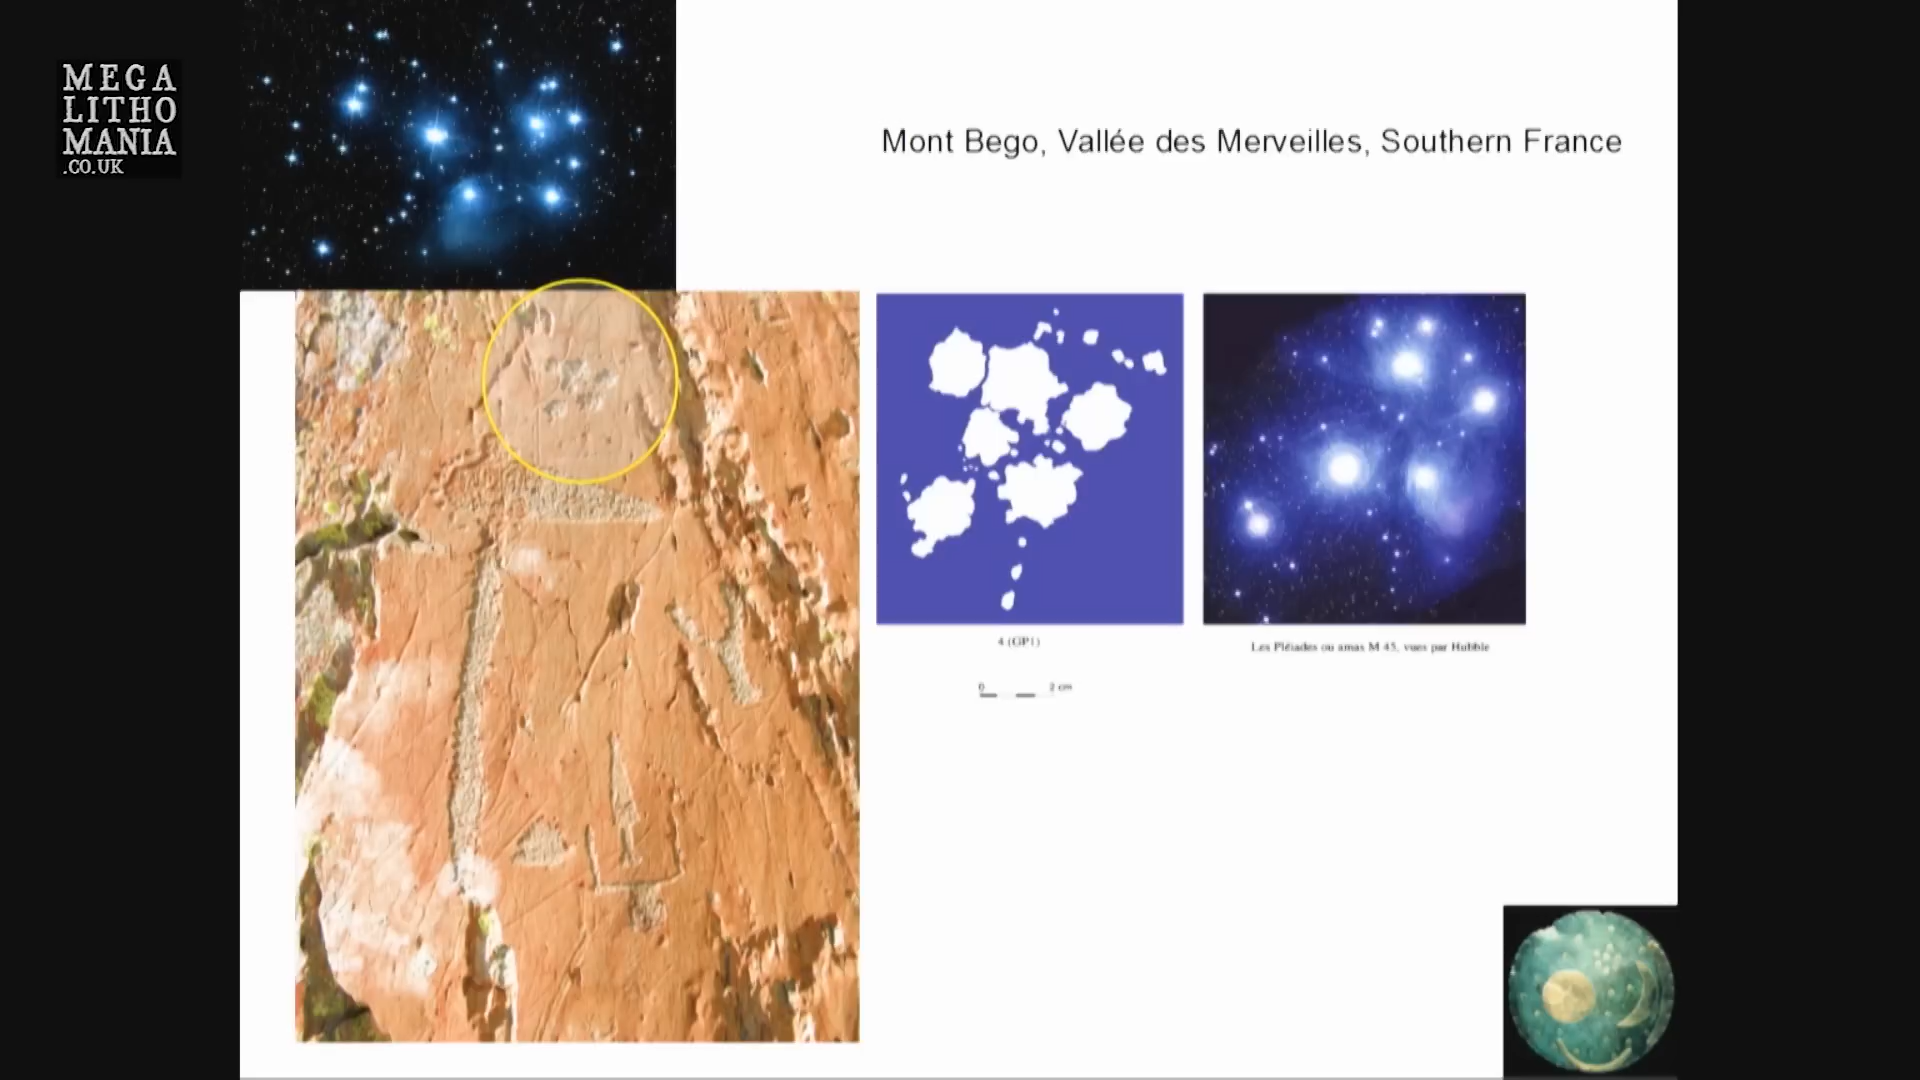 MEGA
LITHO
MANIA
.CO.UK
Mont Bego, Vallée des Merveilles, Southern France
4 (GP1)
0 2 cm
Les Pléiades ou amas M 45, vues par Hubble